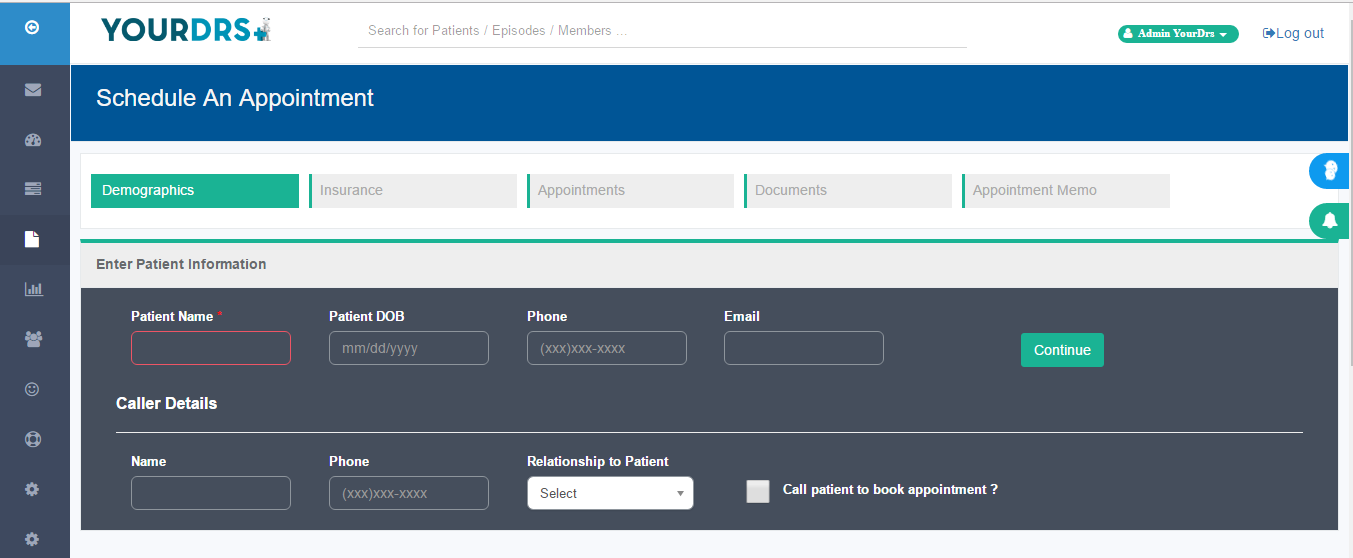 YOURDRS
Search for Patients / Episodes / Members ...
Admin YourDrs
Log out
Schedule An Appointment
Demographics
Insurance
Appointments
Documents
Appointment Memo
Enter Patient Information
Patient Name * Patient DOB Phone Email
mm/dd/yyyy (xxx)xxx-xxxx
Continue
Caller Details
Name Phone Relationship to Patient
(xxx)xxx-xxxx Select Call patient to book appointment ?